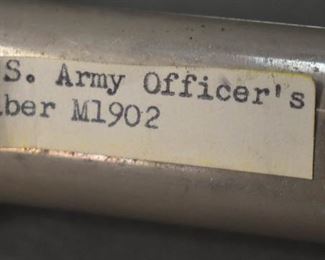 S. Army Officer's
ber M1902